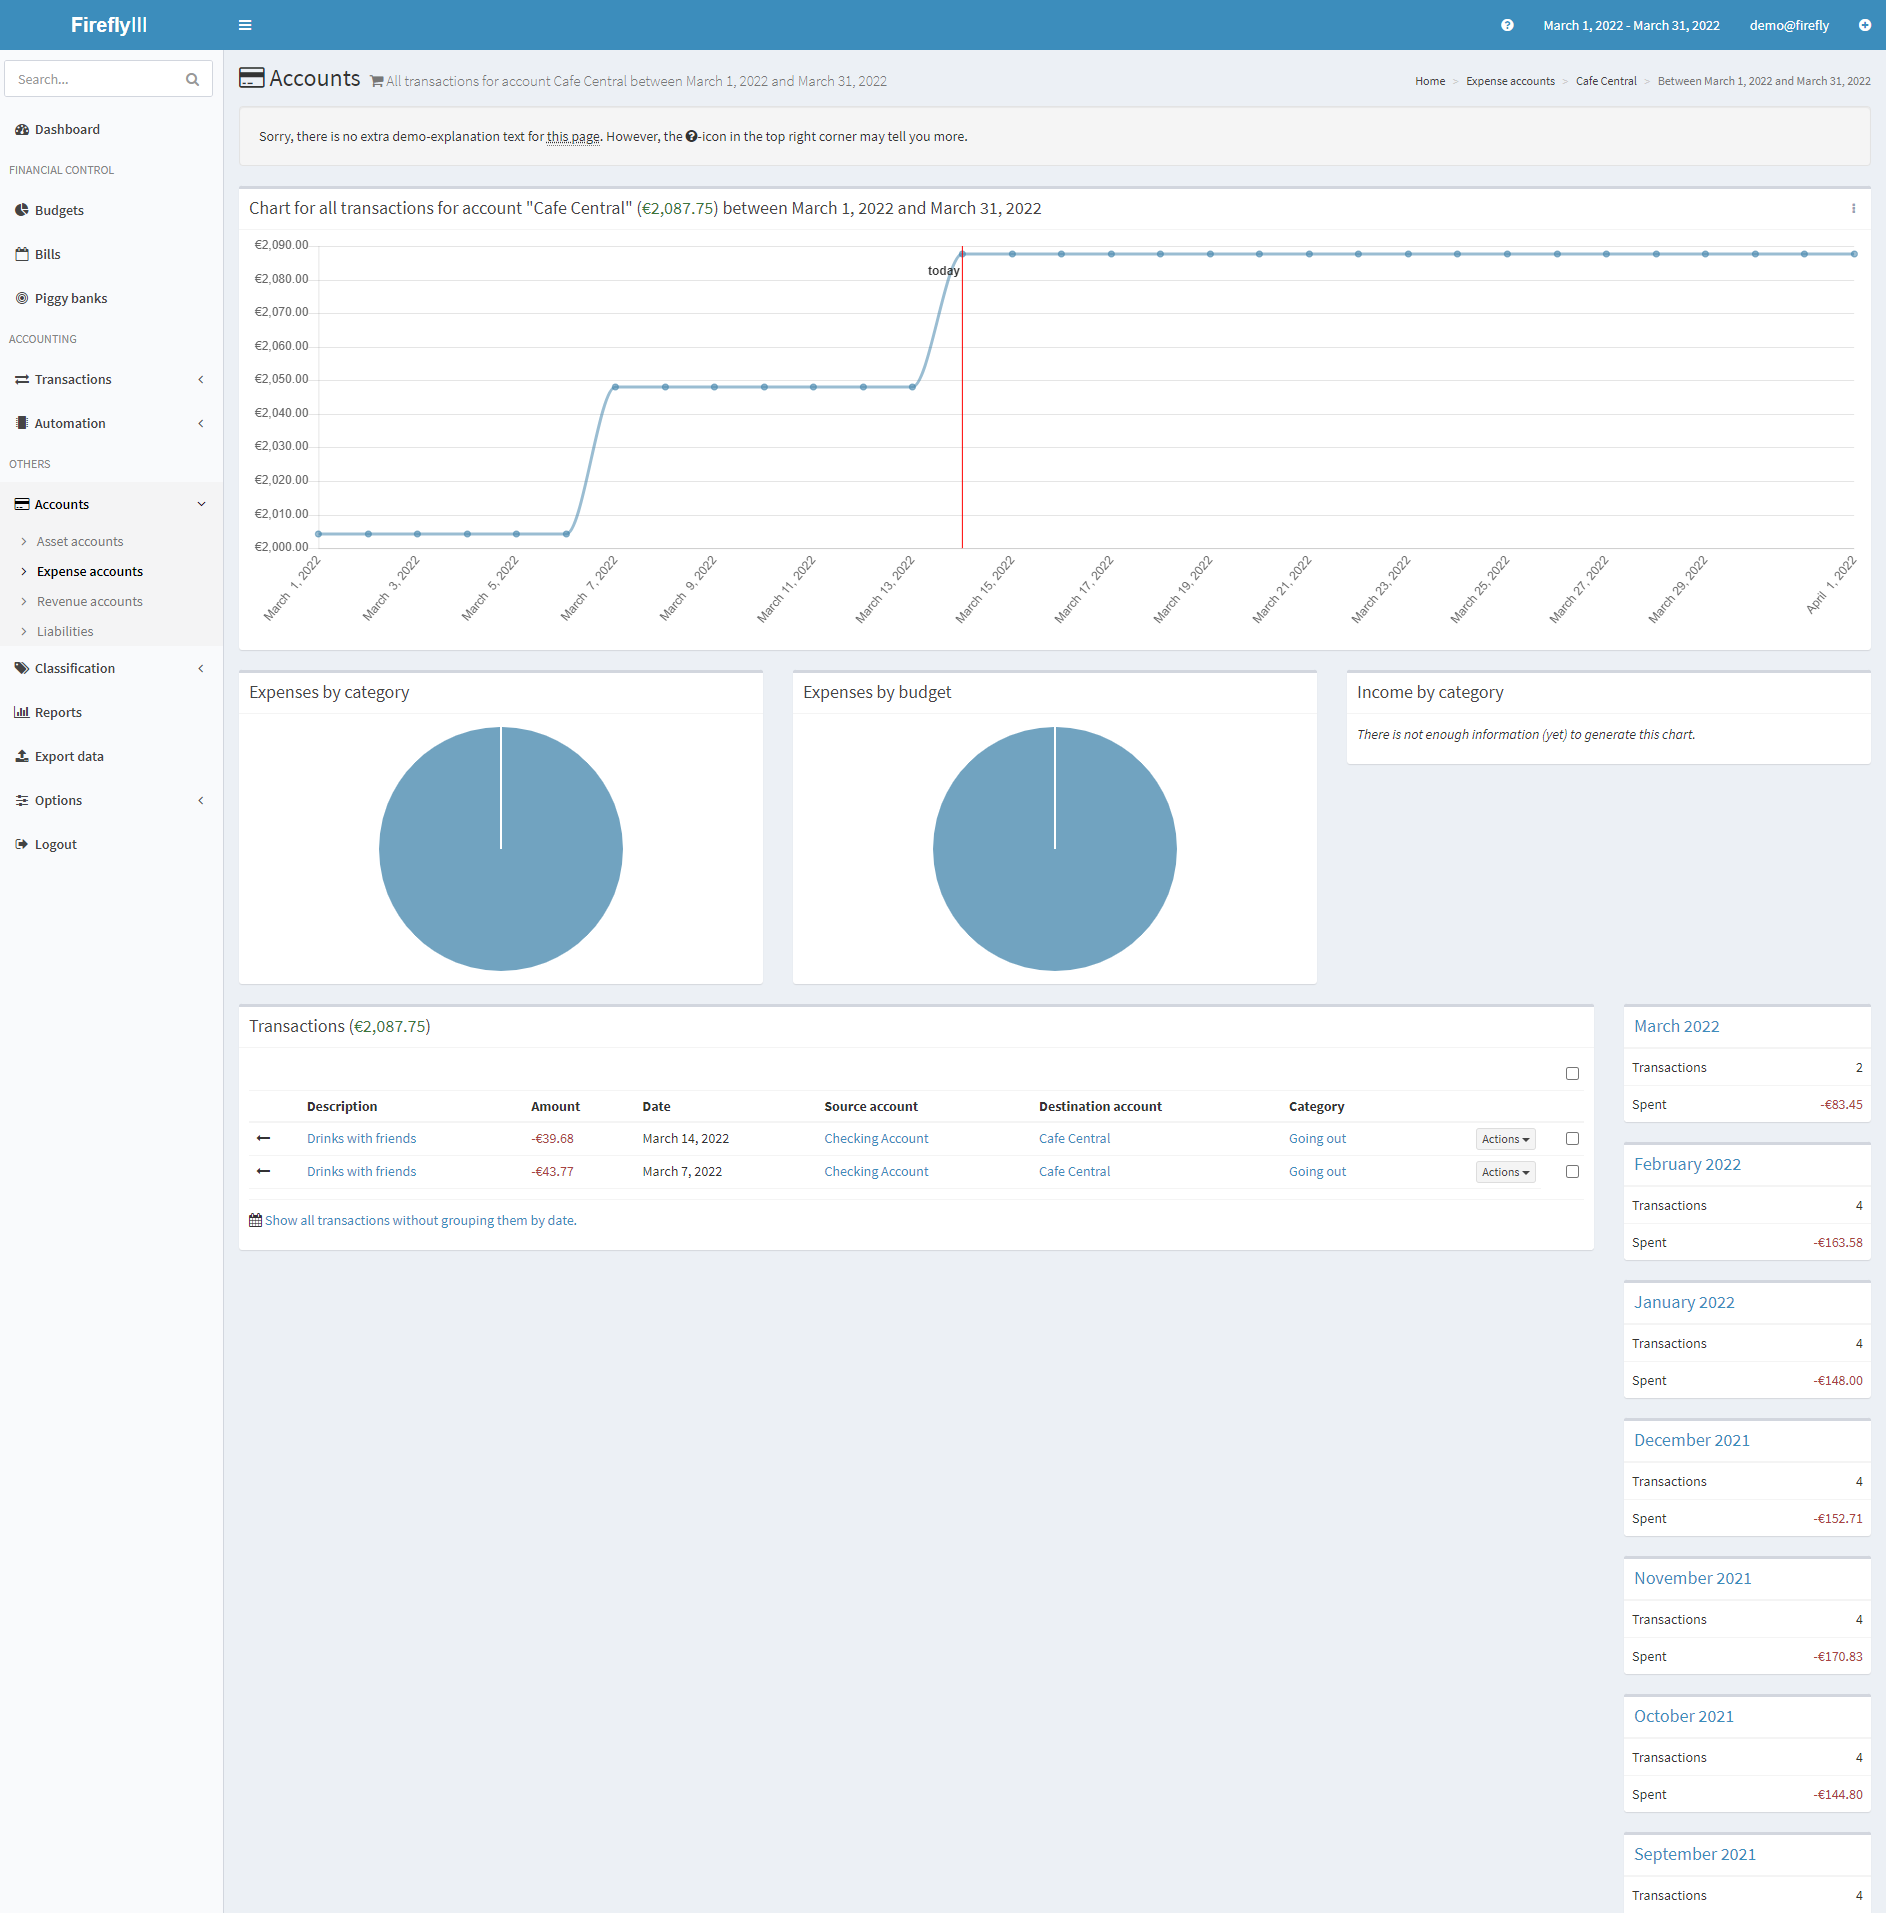 FireflyIII
March 1, 2022 - March 31, 2022
demo@firefly
Search...
Dashboard
FINANCIAL CONTROL
Budgets
Bills
Piggy banks
ACCOUNTING
Transactions
Automation
OTHERS
Accounts
Asset accounts
Expense accounts
Revenue accounts
Liabilities
Classification
Reports
Export data
Options
Logout
Accounts All transactions for account Cafe Central between March 1, 2022 and March 31, 2022
Home > Expense accounts > Cafe Central > Between March 1, 2022 and March 31, 2022
Sorry, there is no extra demo-explanation text for this page. However, the ?-icon in the top right corner may tell you more.
Chart for all transactions for account "Cafe Central" (€2,087.75) between March 1, 2022 and March 31, 2022
€2,090.00
€2,080.00
€2,070.00
€2,060.00
€2,050.00
€2,040.00
€2,030.00
€2,020.00
€2,010.00
€2,000.00
today
March 1, 2022
March 3, 2022
March 5, 2022
March 7, 2022
March 9, 2022
March 11, 2022
March 13, 2022
March 15, 2022
March 17, 2022
March 19, 2022
March 21, 2022
March 23, 2022
March 25, 2022
March 27, 2022
March 29, 2022
April 1, 2022
Expenses by category
Expenses by budget
Income by category
There is not enough information (yet) to generate this chart.
Transactions (€2,087.75)
Description Amount Date Source account Destination account Category
Drinks with friends -€39.68 March 14, 2022 Checking Account Cafe Central Going out Actions
Drinks with friends -€43.77 March 7, 2022 Checking Account Cafe Central Going out Actions
Show all transactions without grouping them by date.
March 2022
Transactions 2
Spent -€83.45
February 2022
Transactions 4
Spent -€163.58
January 2022
Transactions 4
Spent -€148.00
December 2021
Transactions 4
Spent -€152.71
November 2021
Transactions 4
Spent -€170.83
October 2021
Transactions 4
Spent -€144.80
September 2021
Transactions 4